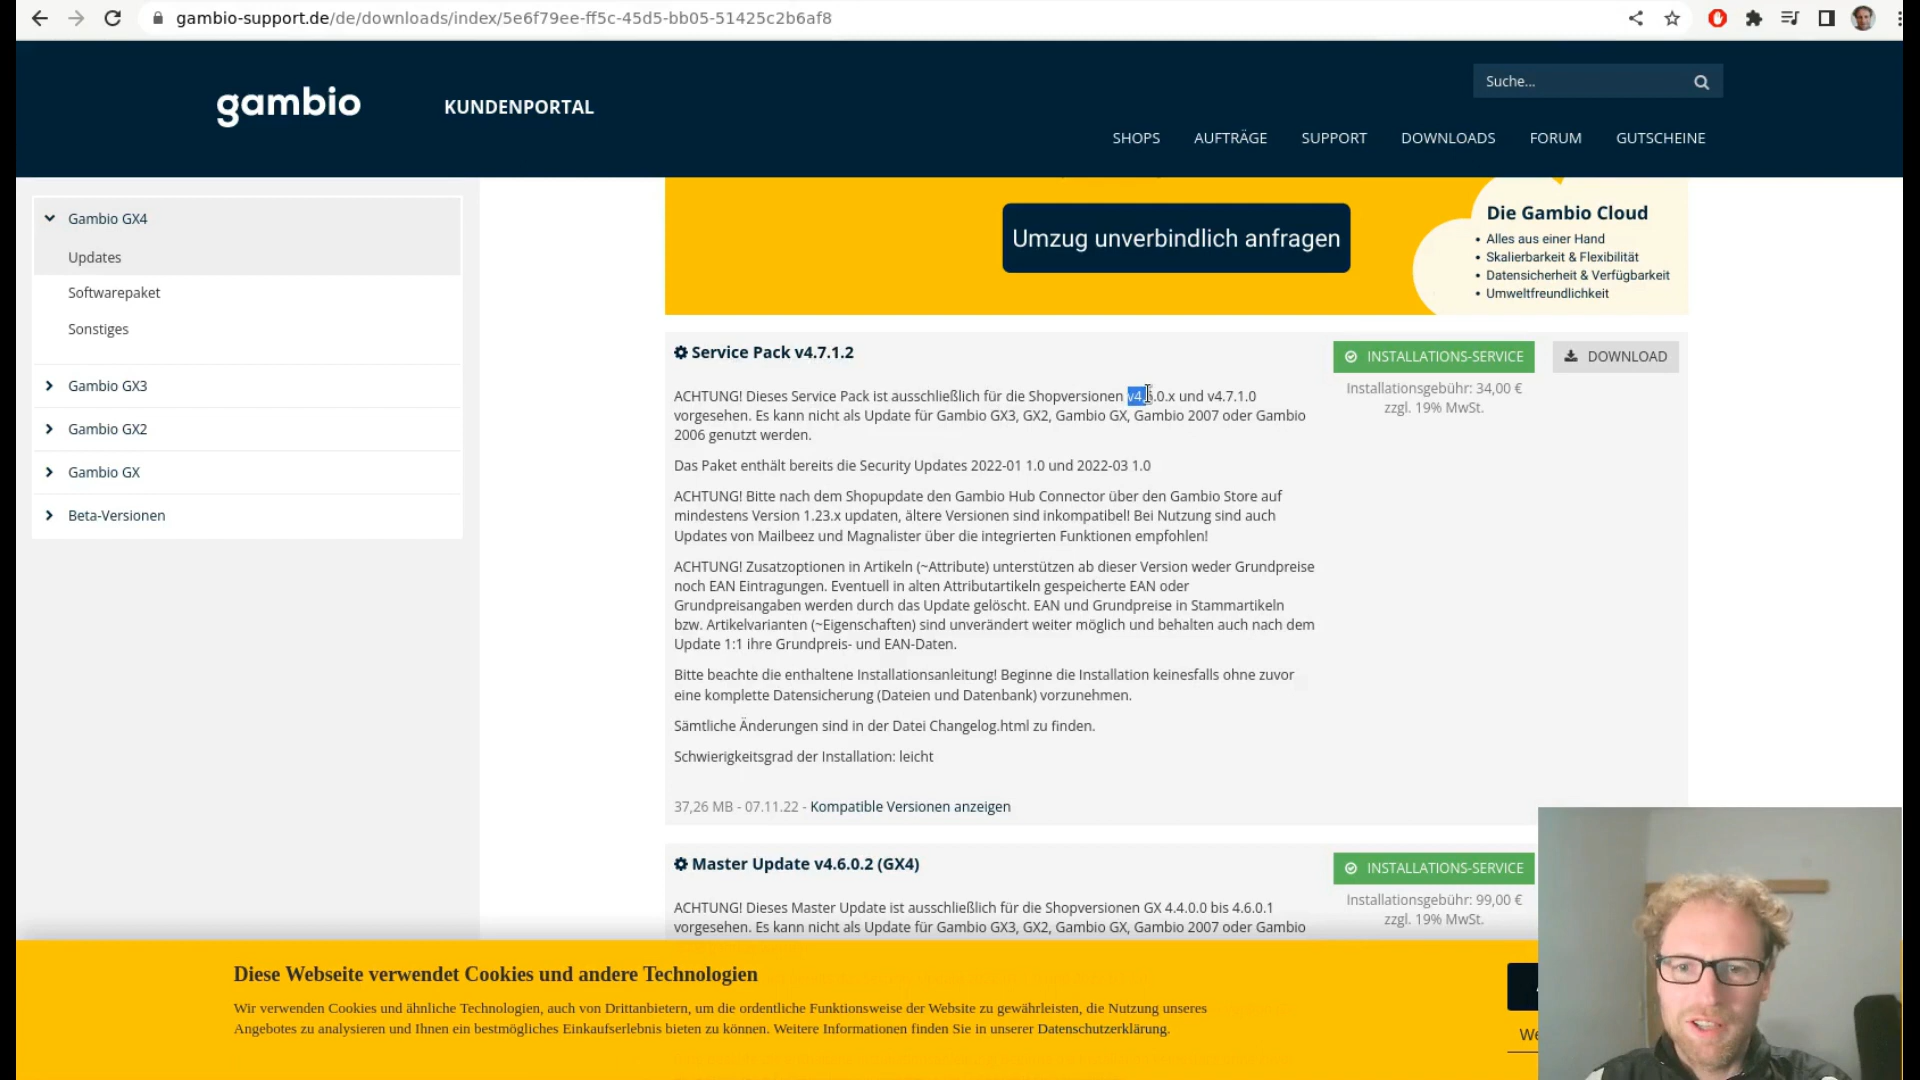 gambio-support.de/de/downloads/index/5e6f79ee-ff5c-45d5-bb05-51425c2b6af8
gambio
KUNDENPORTAL
Suche...
SHOPS
AUFTRÄGE
SUPPORT
DOWNLOADS
FORUM
GUTSCHEINE
Gambio GX4
Updates
Softwarepaket
Sonstiges
Gambio GX3
Gambio GX2
Gambio GX
Beta-Versionen
Umzug unverbindlich anfragen
Die Gambio Cloud
• Alles aus einer Hand
• Skalierbarkeit & Flexibilität
• Datensicherheit & Verfügbarkeit
• Umweltfreundlichkeit
Service Pack v4.7.1.2
INSTALLATIONS-SERVICE
DOWNLOAD
Installationsgebühr: 34,00 €
zzgl. 19% MwSt.
ACHTUNG! Dieses Service Pack ist ausschließlich für die Shopversionen v4.6.0.x und v4.7.1.0
vorgesehen. Es kann nicht als Update für Gambio GX3, GX2, Gambio GX, Gambio 2007 oder Gambio
2006 genutzt werden.
Das Paket enthält bereits die Security Updates 2022-01 1.0 und 2022-03 1.0
ACHTUNG! Bitte nach dem Shopupdate den Gambio Hub Connector über den Gambio Store auf
mindestens Version 1.23.x updaten, ältere Versionen sind inkompatibel! Bei Nutzung sind auch
Updates von Mailbeez und Magnalister über die integrierten Funktionen empfohlen!
ACHTUNG! Zusatzoptionen in Artikeln (~Attribute) unterstützen ab dieser Version weder Grundpreise
noch EAN Eintragungen. Eventuell in alten Attributartikeln gespeicherte EAN oder
Grundpreisangaben werden durch das Update gelöscht. EAN und Grundpreise in Stammartikeln
bzw. Artikelvarianten (~Eigenschaften) sind unverändert weiter möglich und behalten auch nach dem
Update 1:1 ihre Grundpreis- und EAN-Daten.
Bitte beachte die enthaltene Installationsanleitung! Beginne die Installation keinesfalls ohne zuvor
eine komplette Datensicherung (Dateien und Datenbank) vorzunehmen.
Sämtliche Änderungen sind in der Datei Changelog.html zu finden.
Schwierigkeitsgrad der Installation: leicht
37,26 MB - 07.11.22 - Kompatible Versionen anzeigen
Master Update v4.6.0.2 (GX4)
INSTALLATIONS-SERVICE
Installationsgebühr: 99,00 €
zzgl. 19% MwSt.
ACHTUNG! Dieses Master Update ist ausschließlich für die Shopversionen GX 4.4.0.0 bis 4.6.0.1
vorgesehen. Es kann nicht als Update für Gambio GX3, GX2, Gambio GX, Gambio 2007 oder Gambio
Diese Webseite verwendet Cookies und andere Technologien
Wir verwenden Cookies und ähnliche Technologien, auch von Drittanbietern, um die ordentliche Funktionsweise der Website zu gewährleisten, die Nutzung unseres
Angebotes zu analysieren und Ihnen ein bestmögliches Einkaufserlebnis bieten zu können. Weitere Informationen finden Sie in unserer Datenschutzerklärung.